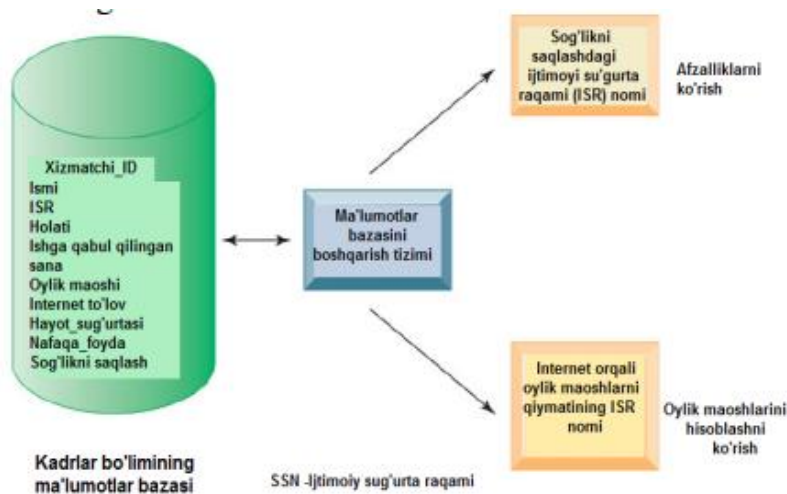 Xizmatchi_ID
Ismi
ISR
Holati
Ishga qabul qilingan
sana
Oylik maoshi
Internet to'lov
Hayot_sug'urtasi
Nafaqa_foyda
Sog'likni saqlash
Kadrlar bo'limining
ma'lumotlar bazasi
Ma'lumotlar
bazasini
boshqarish tizimi
Sog'likni
saqlashdagi
ijtimoyi su'gurta
raqami (ISR) nomi
Afzalliklarni
ko'rish
Internet orqali
oylik maoshlarni
qiymatining ISR
nomi
Oylik maoshlarini
hisoblashni
ko'rish
SSN -Ijtimoiy sug'urta raqami